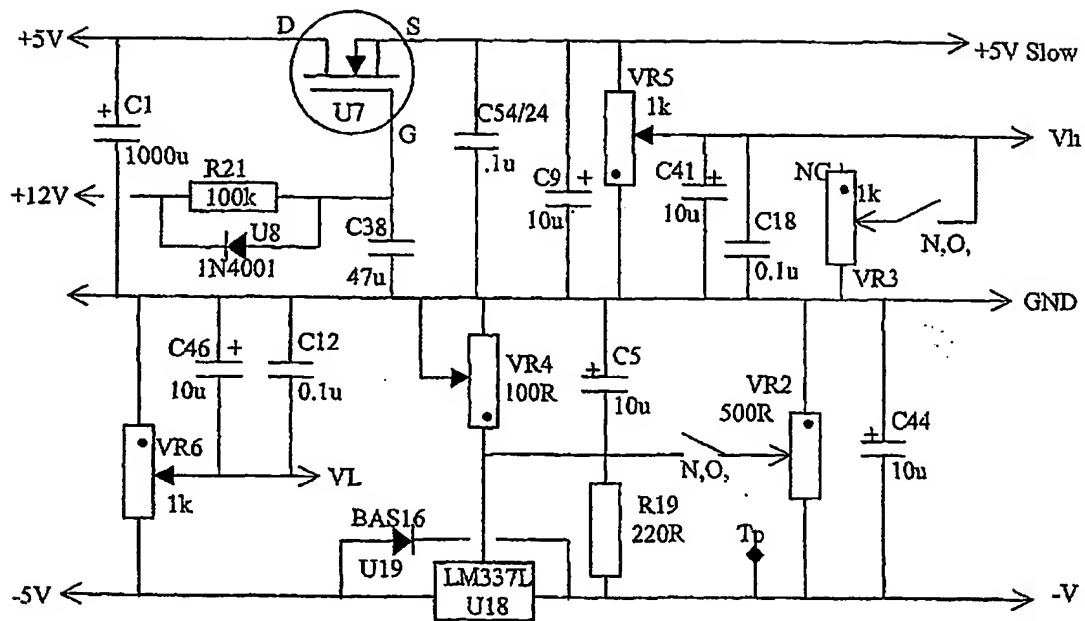 D S
+5V +5V Slow
VR5
C1 U7 1k
G C54/24
1000u Vh
R21 .1u C9 C41 NC
+12V 100k 1k
10u 10u C18
U8 C38 N,O,
1N4001 47u 0.1u VR3
GND
C46 C12 VR4 C5 VR2
100R
10u 0.1u 10u 500R C44
VR6 N,O, 10u
VL
1k R19
BAS16 220R Tp
U19
LM337L
-5V U18 -V